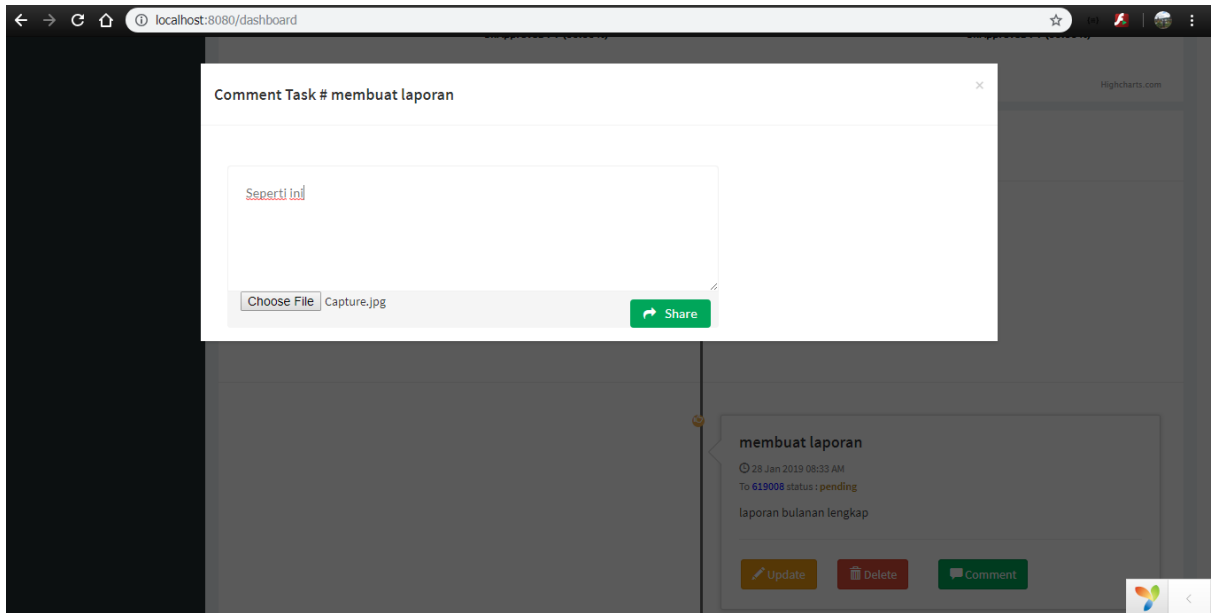 localhost:8080/dashboard
Highcharts.com
Comment Task # membuat laporan
×
Seperti ini
Choose File Capture.jpg
Share
membuat laporan
28 Jan 2019 08:33 AM
To 619008 status : pending
laporan bulanan lengkap
Update Delete Comment